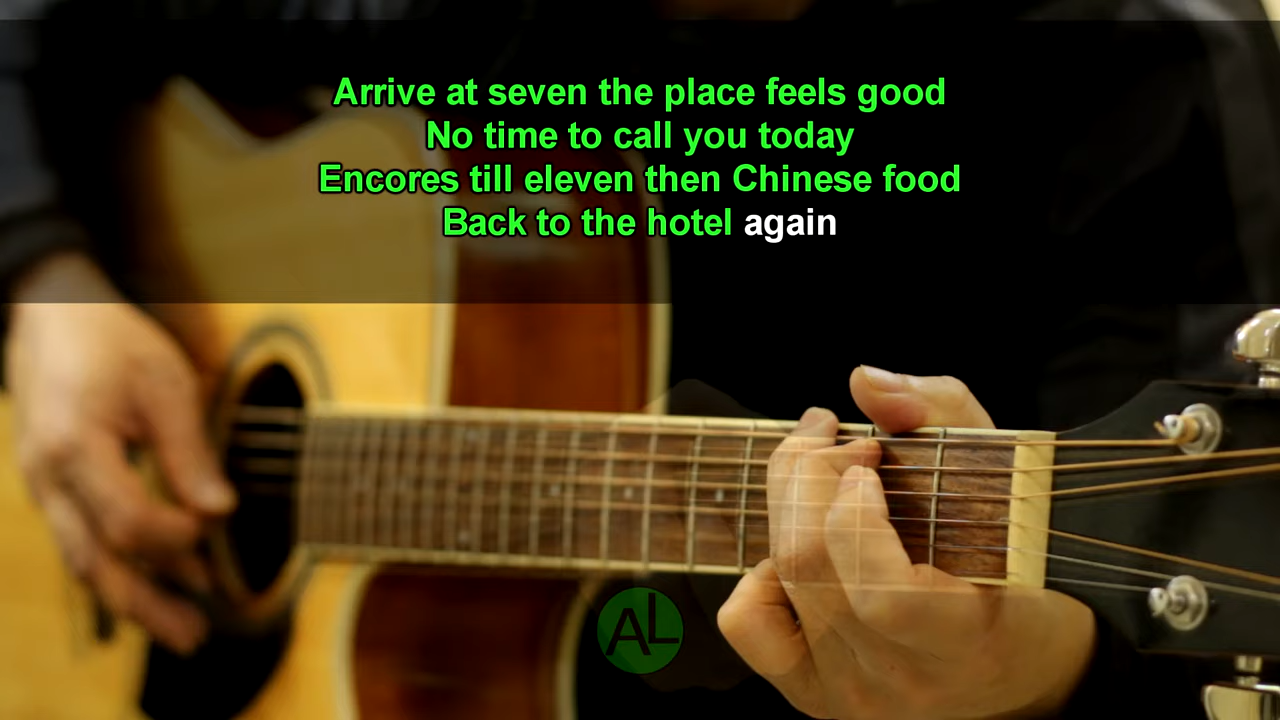 Arrive at seven the place feels good
No time to call you today
Encores till eleven then Chinese food
Back to the hotel again
AL